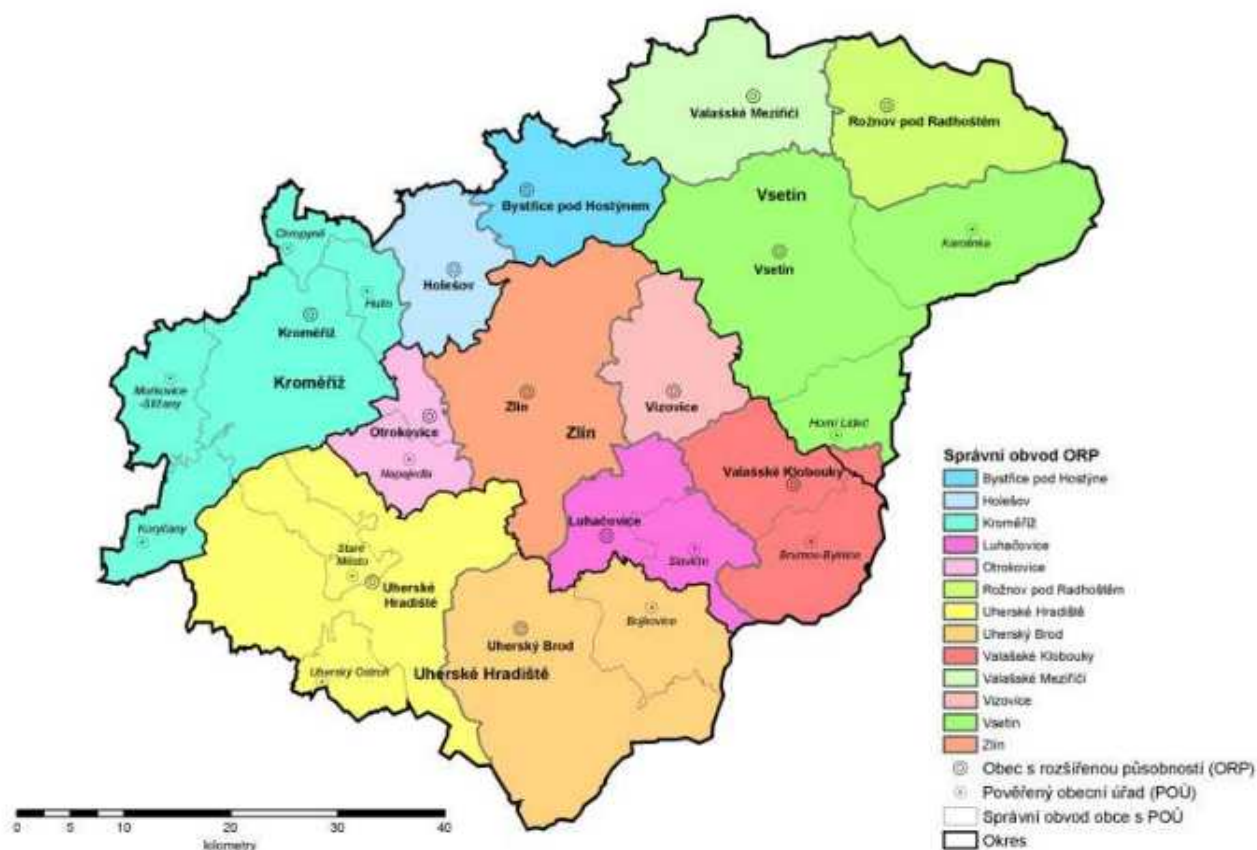 Valašské Meziříčí
Rožnov pod Radhoštěm
Bystřice pod Hostýnem
Vsetín
Chropyně
Karolinka
Holešov
Vsetín
Hulín
Kroměříž
Kroměříž
Morkovice
-Slížany
Zlín
Vizovice
Otrokovice
Zlín
Horní Lideč
Napajedla
Valašské Klobouky
Luhačovice
Koryčany
Staré
Město
Slavičín
Brumov-Bylnice
Uherské
Hradiště
Bojkovice
Uherský Brod
Uherský Ostroh
Uherské Hradiště
Správní obvod ORP
Bystřice pod Hostýne
Holešov
Kroměříž
Luhačovice
Otrokovice
Rožnov pod Radhoštěm
Uherské Hradiště
Uherský Brod
Valašské Klobouky
Valašské Meziříčí
Vizovice
Vsetín
Zlín
Obec s rozšířenou působností (ORP)
Pověřený obecní úřad (POÚ)
Správní obvod obce s POÚ
Okres
0 5 10 20 30 40
kilometry